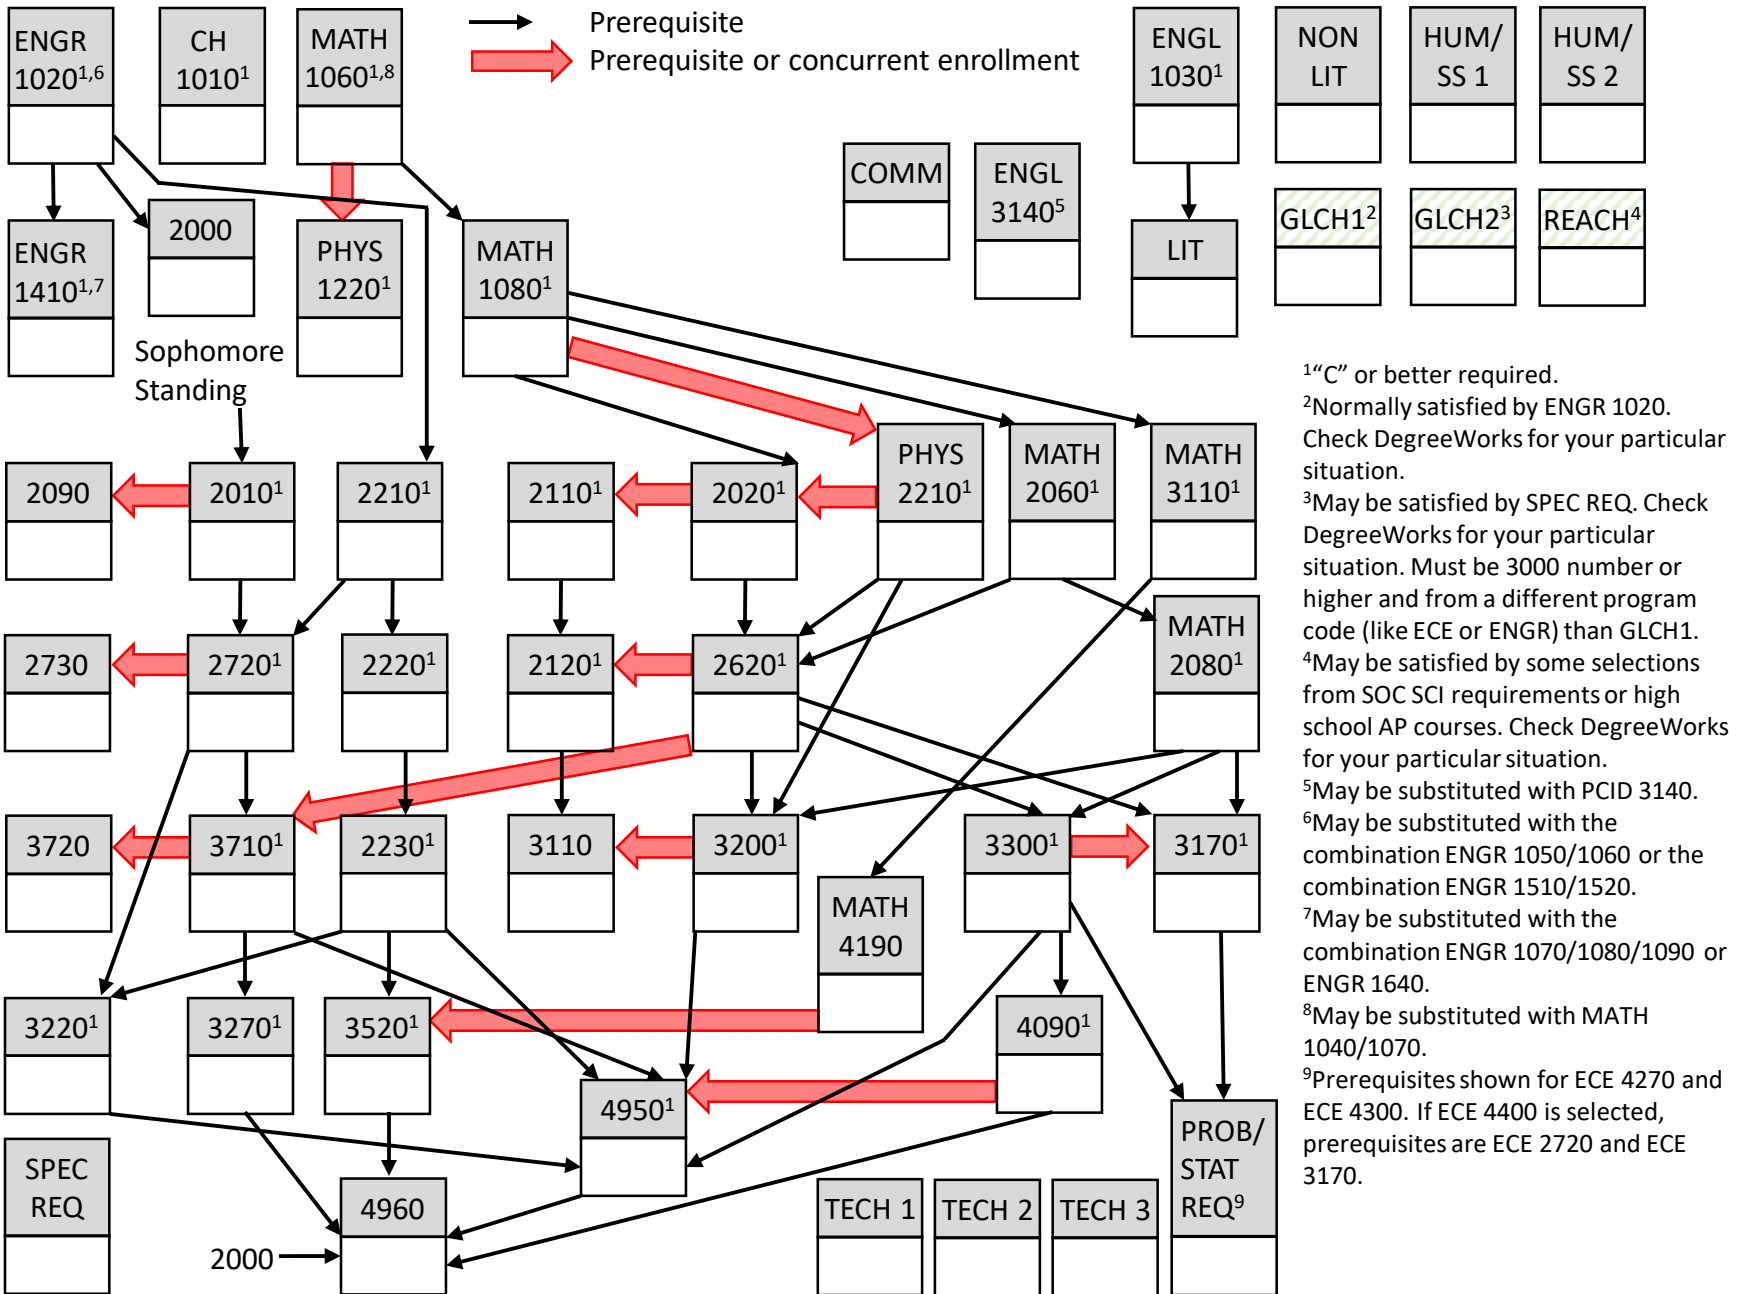 ENGR
1020¹,⁶
CH
1010¹
MATH
1060¹,⁸
Prerequisite
Prerequisite or concurrent enrollment
ENGL
1030¹
NON
LIT
HUM/
SS 1
HUM/
SS 2
COMM
ENGL
3140⁵
GLCH1²
GLCH2³
REACH⁴
ENGR
1410¹,⁷
2000
PHYS
1220¹
MATH
1080¹
LIT
Sophomore
Standing
2090
2010¹
2210¹
2110¹
2020¹
PHYS
2210¹
MATH
2060¹
MATH
3110¹
2730
2720¹
2220¹
2120¹
2620¹
MATH
2080¹
3720
3710¹
2230¹
3110
3200¹
3300¹
3170¹
MATH
4190
3220¹
3270¹
3520¹
4090¹
4950¹
SPEC
REQ
4960
2000
TECH 1
TECH 2
TECH 3
PROB/
STAT
REQ⁹
¹“C” or better required.
²Normally satisfied by ENGR 1020.
Check DegreeWorks for your particular
situation.
³May be satisfied by SPEC REQ. Check
DegreeWorks for your particular
situation. Must be 3000 number or
higher and from a different program
code (like ECE or ENGR) than GLCH1.
⁴May be satisfied by some selections
from SOC SCI requirements or high
school AP courses. Check DegreeWorks
for your particular situation.
⁵May be substituted with PCID 3140.
⁶May be substituted with the
combination ENGR 1050/1060 or the
combination ENGR 1510/1520.
⁷May be substituted with the
combination ENGR 1070/1080/1090 or
ENGR 1640.
⁸May be substituted with MATH
1040/1070.
⁹Prerequisites shown for ECE 4270 and
ECE 4300. If ECE 4400 is selected,
prerequisites are ECE 2720 and ECE
3170.